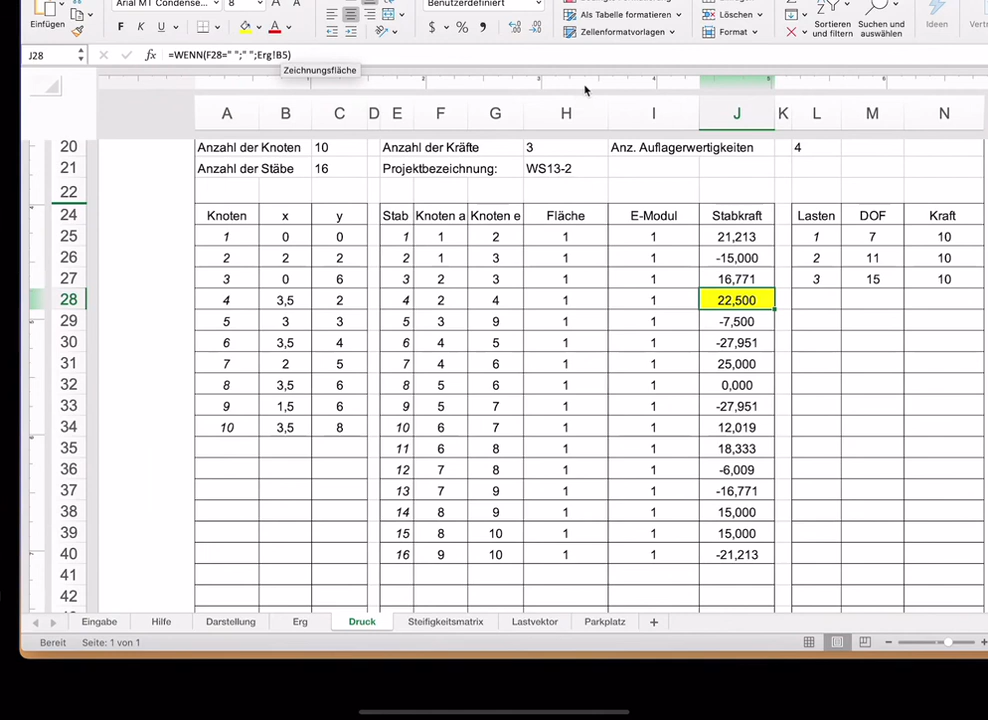 Arial MT Condense... 8 Benutzerdefiniert
Als Tabelle formatieren Löschen
Einfügen F K U $ % Zellenformatvorlagen Format Sortieren und filtern Suchen und auswählen Ideen
J28 fx =WENN(F28=" ";" ";Erg!B5)
Zeichnungsfläche
1 2 3 4 5 6 7
A B C D E F G H I J K L M N
20 Anzahl der Knoten 10 Anzahl der Kräfte 3 Anz. Auflagerwertigkeiten 4
21 Anzahl der Stäbe 16 Projektbezeichnung: WS13-2
22
24 Knoten x y Stab Knoten a Knoten e Fläche E-Modul Stabkraft Lasten DOF Kraft
25 1 0 0 1 1 2 1 1 21,213 1 7 10
26 2 2 2 2 1 3 1 1 -15,000 2 11 10
27 3 0 6 3 2 3 1 1 16,771 3 15 10
28 4 3,5 2 4 2 4 1 1 22,500
29 5 3 3 5 3 9 1 1 -7,500
30 6 3,5 4 6 4 5 1 1 -27,951
31 7 2 5 7 4 6 1 1 25,000
32 8 3,5 6 8 5 6 1 1 0,000
33 9 1,5 6 9 5 7 1 1 -27,951
34 10 3,5 8 10 6 7 1 1 12,019
35 11 6 8 1 1 18,333
36 12 7 8 1 1 -6,009
37 13 7 9 1 1 -16,771
38 14 8 9 1 1 15,000
39 15 8 10 1 1 15,000
40 16 9 10 1 1 -21,213
41
42
Eingabe Hilfe Darstellung Erg Druck Steifigkeitsmatrix Lastvektor Parkplatz +
Bereit Seite: 1 von 1